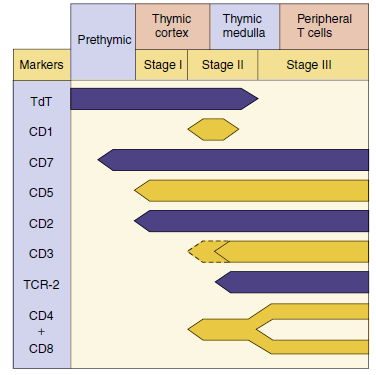 Prethymic
Thymic
cortex
Thymic
medulla
Peripheral
T cells
Markers
Stage I
Stage II
Stage III
TdT
CD1
CD7
CD5
CD2
CD3
TCR-2
CD4
+
CD8